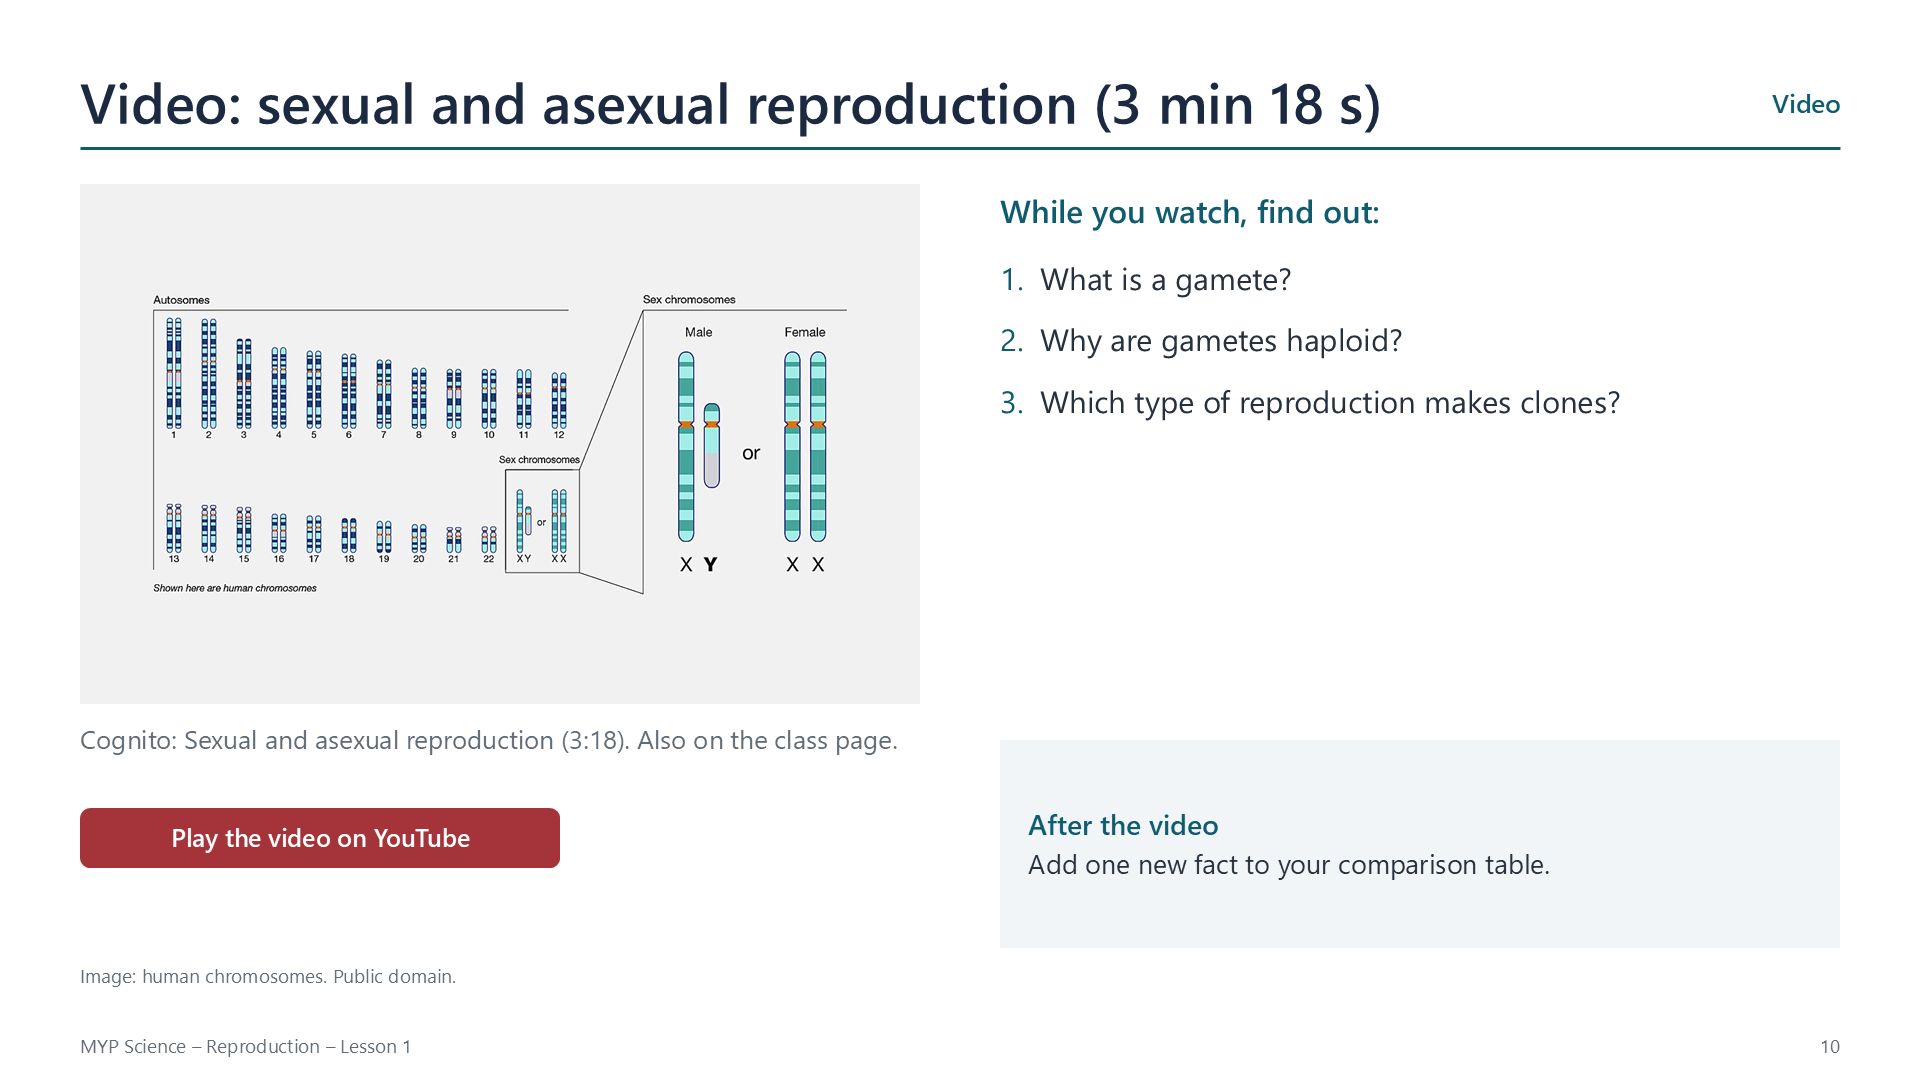 Video: sexual and asexual reproduction (3 min 18 s)
Video
Autosomes
1 2 3 4 5 6 7 8 9 10 11 12
Sex chromosomes
13 14 15 16 17 18 19 20 21 22
or
X Y X X
Shown here are human chromosomes
Sex chromosomes
Male Female
or
X Y X X
Cognito: Sexual and asexual reproduction (3:18). Also on the class page.
Play the video on YouTube
Image: human chromosomes. Public domain.
While you watch, find out:
1. What is a gamete?
2. Why are gametes haploid?
3. Which type of reproduction makes clones?
After the video
Add one new fact to your comparison table.
MYP Science – Reproduction – Lesson 1
10